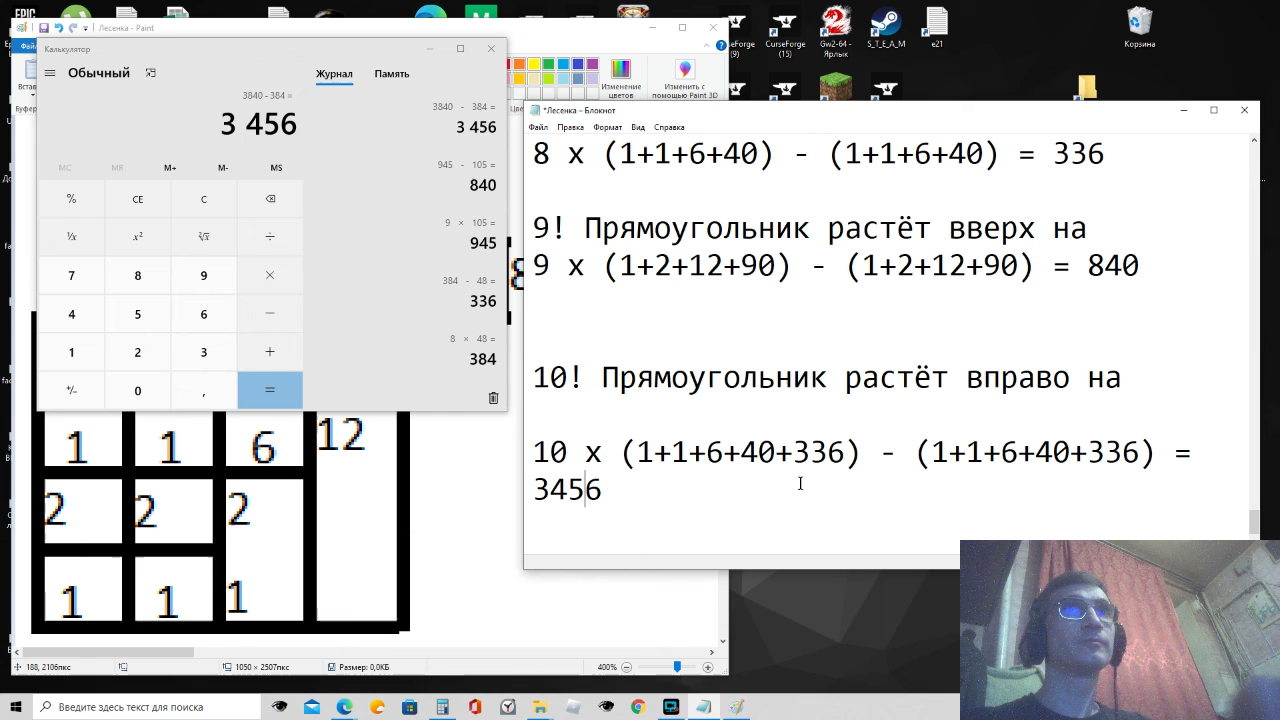 EPIC
Лесенка - Paint
Фай
Встав
Буфер
Изменение
цветов
Изменить с
помощью Paint 3D
Калькулятор
Обычный
Журнал
Память
3840 - 384 =
3 456
MC
MR
M+
M-
MS
%
CE
C
7
8
9
4
5
6
1
2
3
0
,
=
3840 - 384 =
3 456
945 - 105 =
840
9 × 105 =
945
384 - 48 =
336
8 × 48 =
384
CurseForge
(15)
Gw2-64 -
Ярлык
S_T_E_A_M
e21
Корзина
*Лесенка – Блокнот
Файл
Правка
Формат
Вид
Справка
8 x (1+1+6+40) - (1+1+6+40) = 336
9! Прямоугольник растёт вверх на
9 x (1+2+12+90) - (1+2+12+90) = 840
10! Прямоугольник растёт вправо на
10 x (1+1+6+40+336) - (1+1+6+40+336) =
3456
1 1 6 12
2 2 2
1 1 1
188, 2106пкс
1050 × 2507пкс
Размер: 0,0КБ
400%
Введите здесь текст для поиска